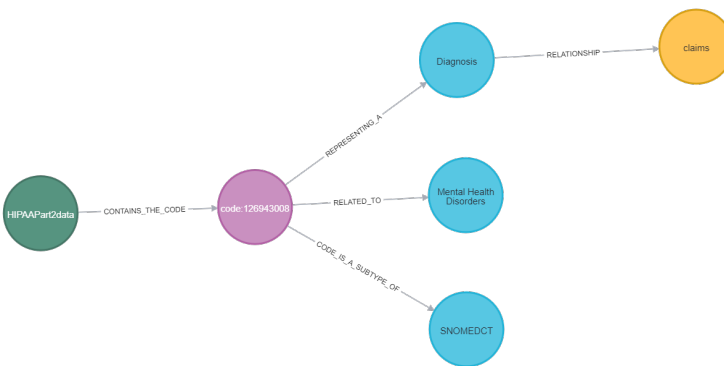 Diagnosis
RELATIONSHIP
claims
REPRESENTING_A
HIPAAPart2data
CONTAINS_THE_CODE
code:126943008
RELATED_TO
Mental Health
Disorders
CODE_IS_A_SUBTYPE_OF
SNOMEDCT